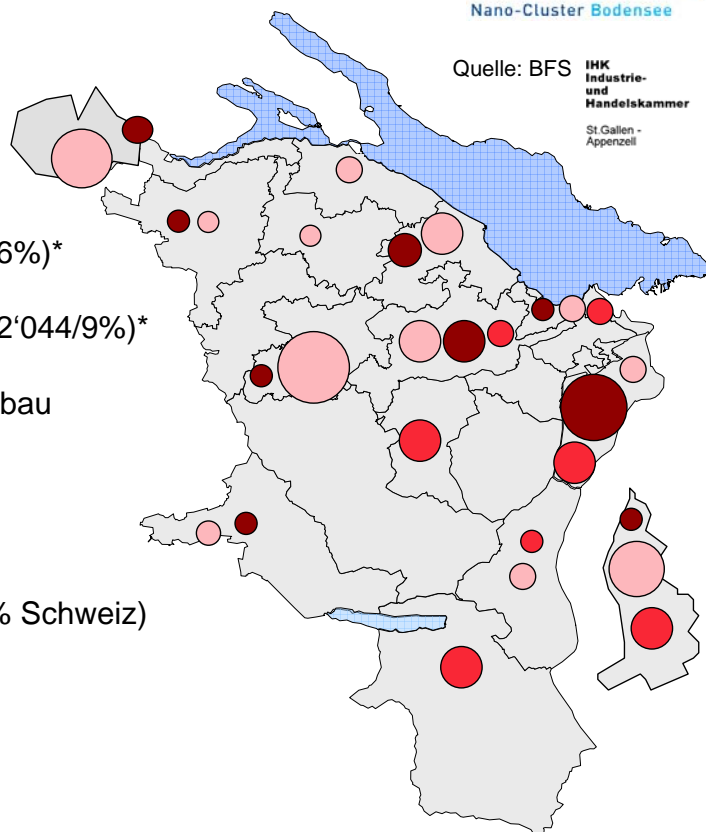 Nano-Cluster Bodensee
Quelle: BFS
IHK
Industrie-
und
Handelskammer
St.Gallen -
Appenzell
6%)*
2‘044/9%)*
bau
% Schweiz)